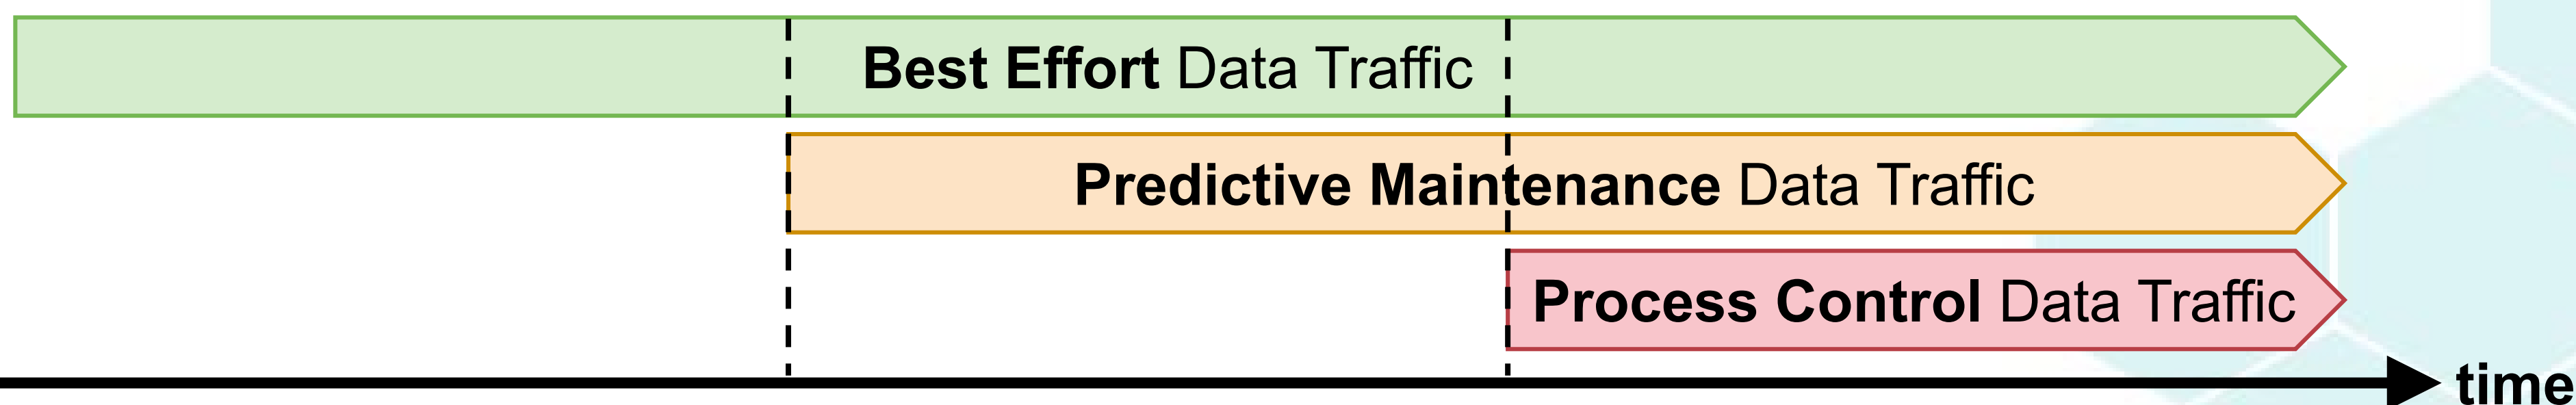 Best Effort Data Traffic
Predictive Maintenance Data Traffic
Process Control Data Traffic
time